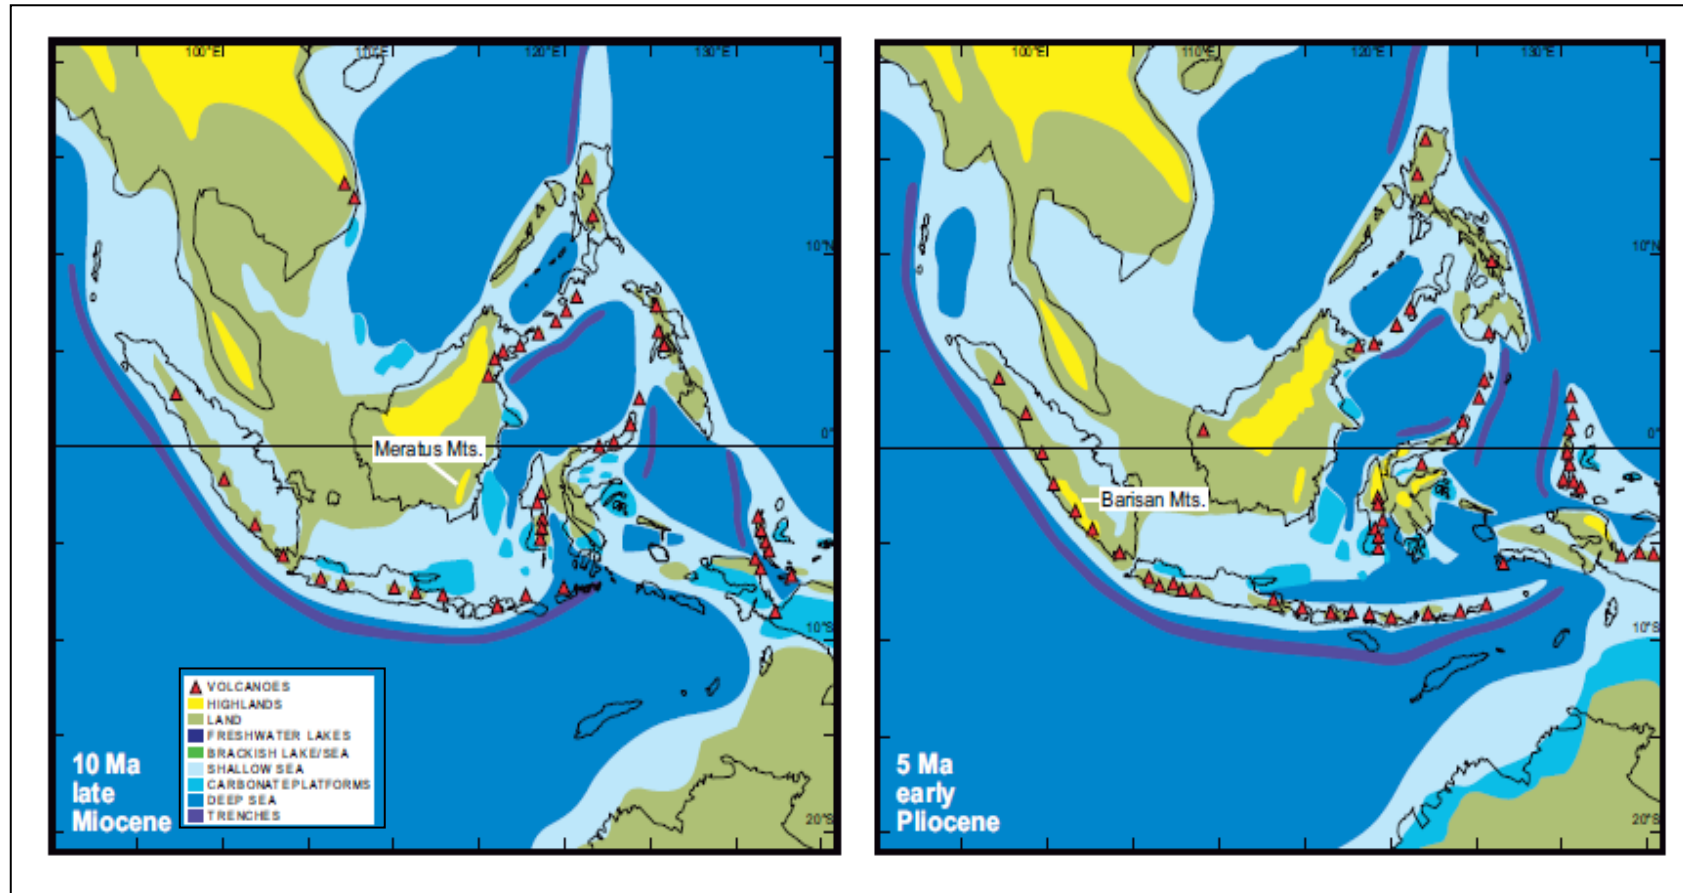 100°E
110°E
120°E
130°E
10°N
0°
10°S
20°S
Meratus Mts.
VOLCANOES
HIGHLANDS
LAND
FRESHWATER LAKES
BRACKISH LAKE/SEA
SHALLOW SEA
CARBONATE PLATFORMS
DEEP SEA
TRENCHES
10 Ma
late
Miocene
100°E
110°E
120°E
130°E
10°N
0°
10°S
20°S
Barisan Mts.
5 Ma
early
Pliocene